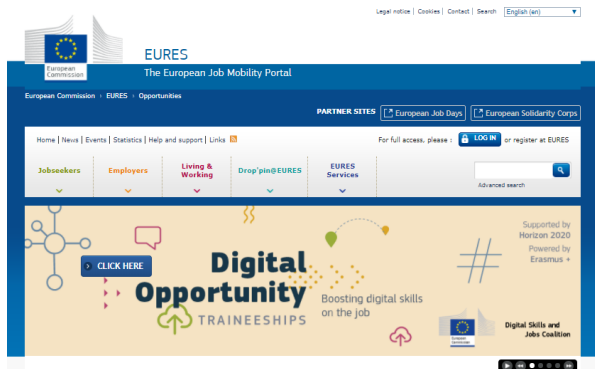 Legal notice | Cookies | Contact | Search English (en)
EURES
The European Job Mobility Portal
European Commission
European Commission › EURES › Opportunities
PARTNER SITES European Job Days European Solidarity Corps
Home | News | Events | Statistics | Help and support | Links
For full access, please : LOG IN or register at EURES
Jobseekers Employers Living & Working Drop'pin@EURES EURES Services
Advanced search
Supported by
Horizon 2020
Powered by
Erasmus +
CLICK HERE
Digital
Opportunity
TRAINEESHIPS
Boosting digital skills
on the job
European
Commission
Digital Skills and
Jobs Coalition